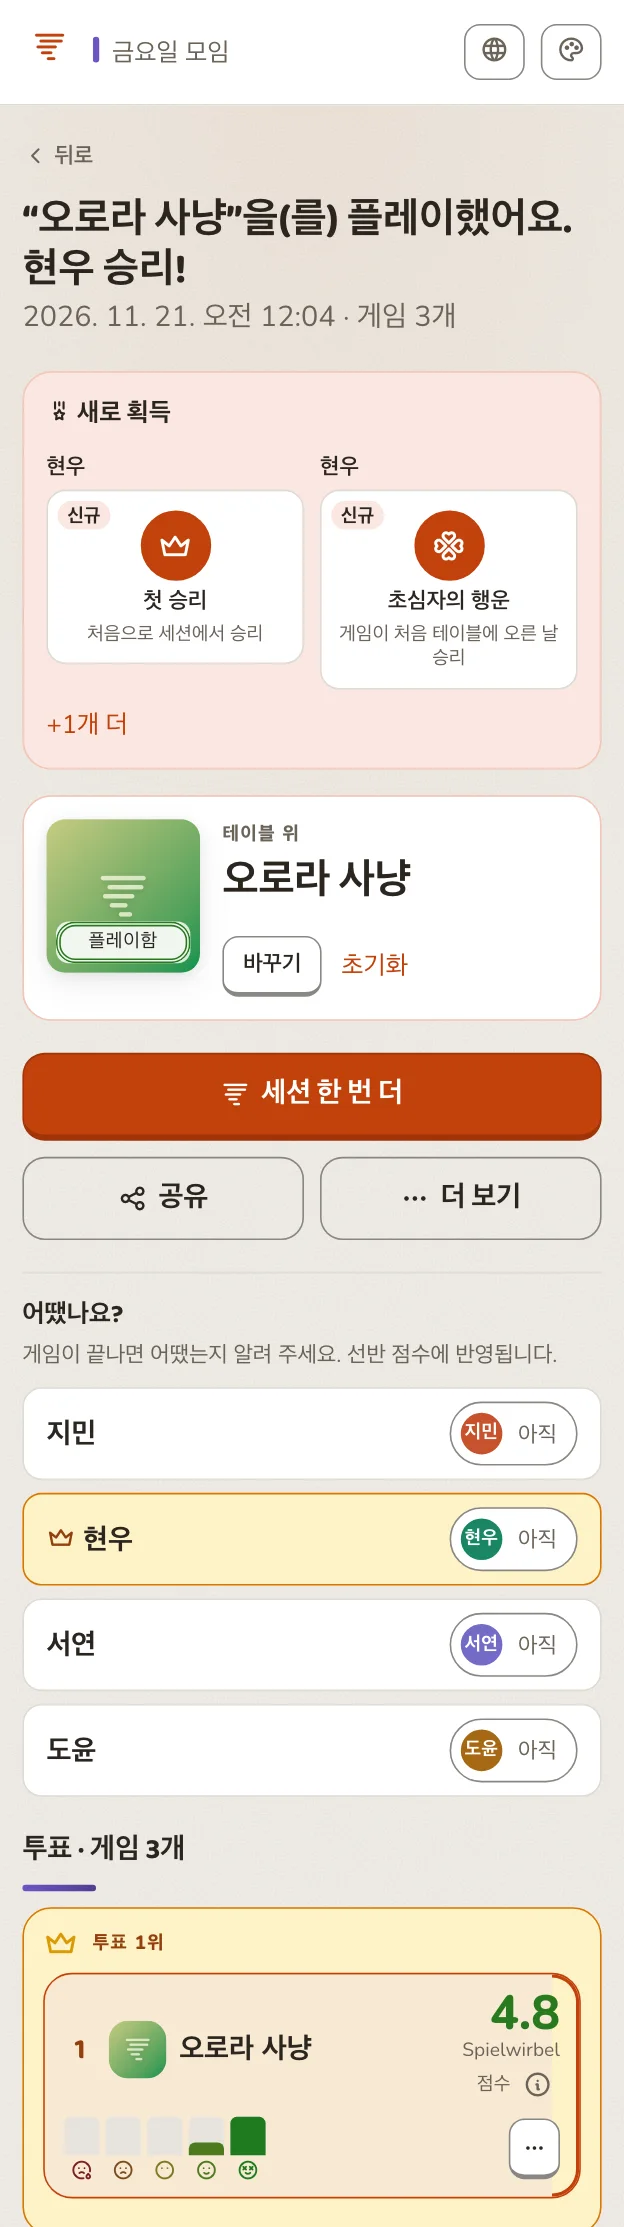 금요일 모임
뒤로
“오로라 사냥”을(를) 플레이했어요.
현우 승리!
2026. 11. 21. 오전 12:04 · 게임 3개
새로 획득
현우
신규
첫 승리
처음으로 세션에서 승리
현우
신규
초심자의 행운
게임이 처음 테이블에 오른 날
승리
+1개 더
플레이함
테이블 위
오로라 사냥
바꾸기
초기화
세션 한 번 더
공유
더 보기
어땠나요?
게임이 끝나면 어땠는지 알려 주세요. 선반 점수에 반영됩니다.
지민
지민 아직
현우
현우 아직
서연
서연 아직
도윤
도윤 아직
투표 · 게임 3개
투표 1위
1 오로라 사냥
4.8
Spielwirbel
점수